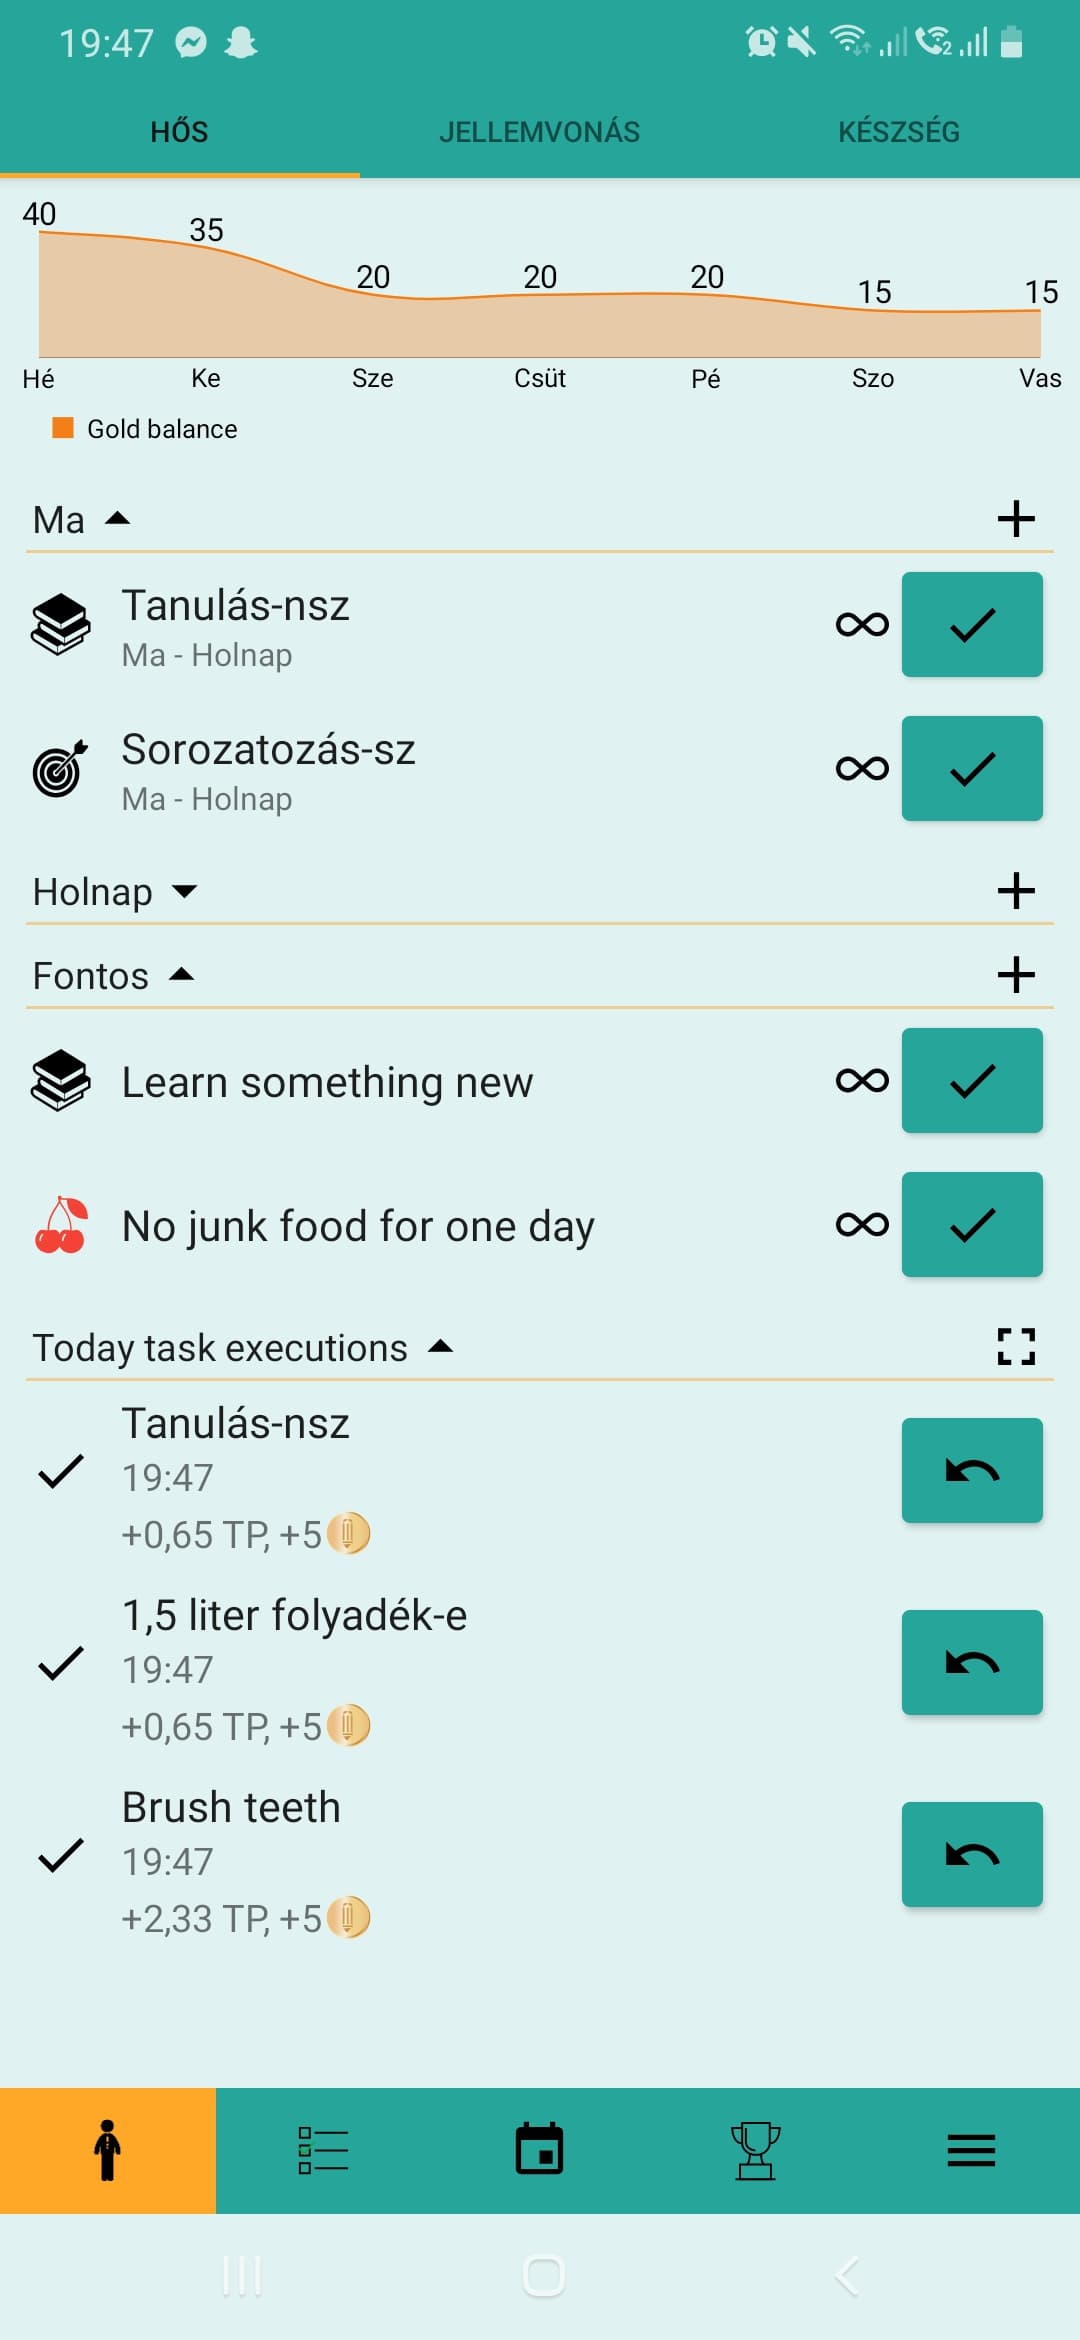 19:47
2
HŐS JELLEMVONÁS KÉSZSÉG
40 35 20 20 20 15 15
Hé Ke Sze Csüt Pé Szo Vas
Gold balance
Ma
Tanulás-nsz
Ma - Holnap
Sorozatozás-sz
Ma - Holnap
Holnap
Fontos
Learn something new
No junk food for one day
Today task executions
Tanulás-nsz
19:47
+0,65 TP, +5
1,5 liter folyadék-e
19:47
+0,65 TP, +5
Brush teeth
19:47
+2,33 TP, +5